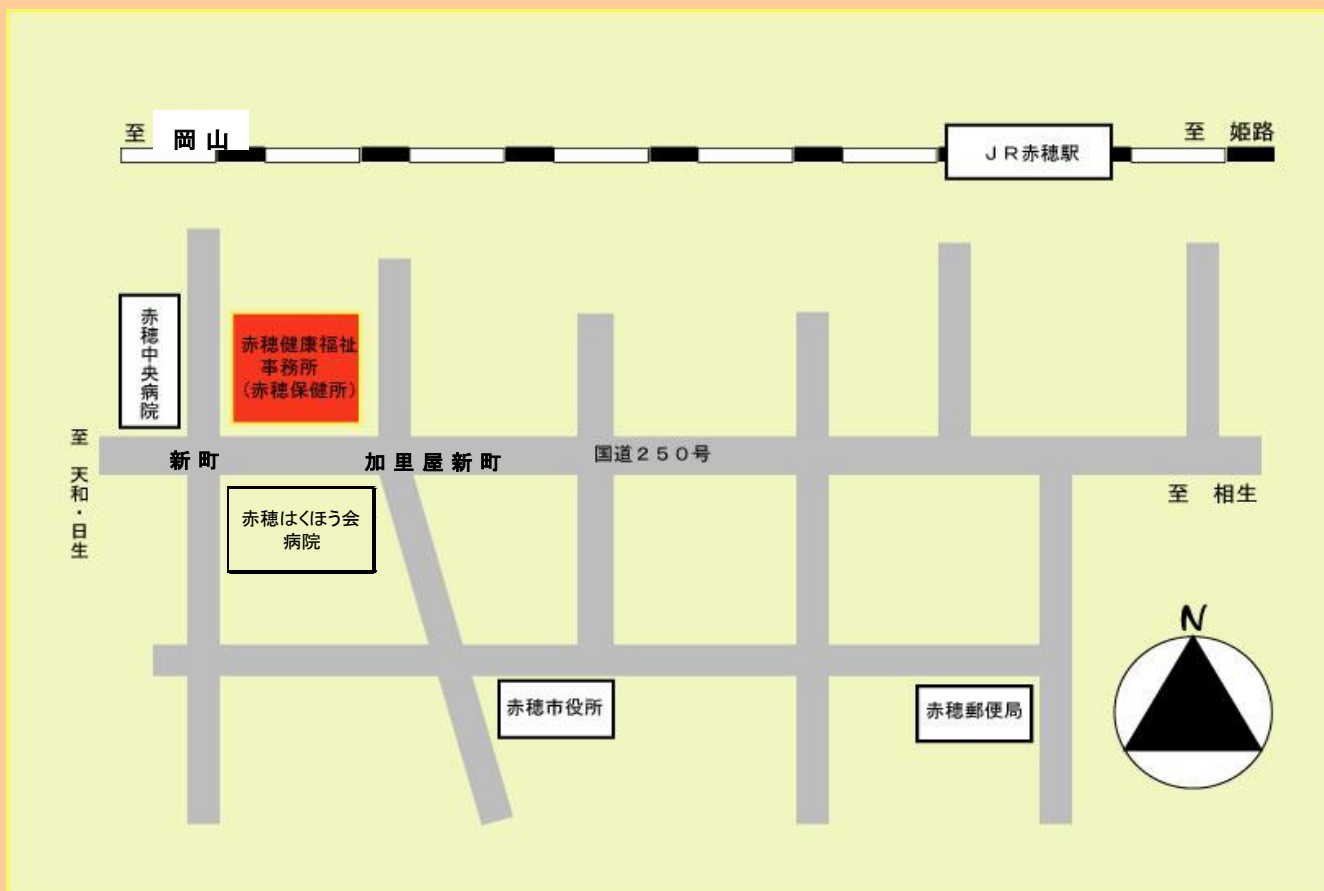 至 岡山
JR赤穂駅
至 姫路
赤穂中央病院
赤穂健康福祉
事務所
(赤穂保健所)
至 天和・日生
新町
加里屋新町
国道250号
至 相生
赤穂はくほう会
病院
N
赤穂市役所
赤穂郵便局